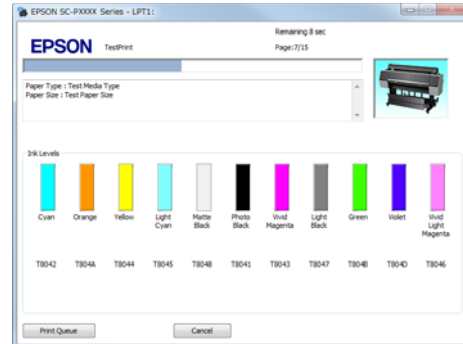 EPSON SC-PXXXX Series - LPT1:
EPSON
TestPrint
Remaining 8 sec
Page:7/15
Paper Type : Test Media Type
Paper Size : Test Paper Size
Ink Levels
Cyan Orange Yellow Light Cyan Matte Black Photo Black Vivid Magenta Light Black Green Violet Vivid Light Magenta
T8042 T804A T8044 T8045 T8048 T8041 T8043 T8047 T804B T804D T8046
Print Queue Cancel